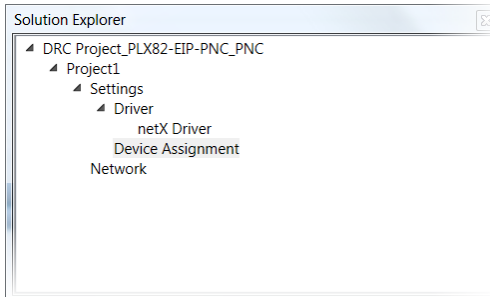 Solution Explorer
DRC Project_PLX82-EIP-PNC_PNC
Project1
Settings
Driver
netX Driver
Device Assignment
Network